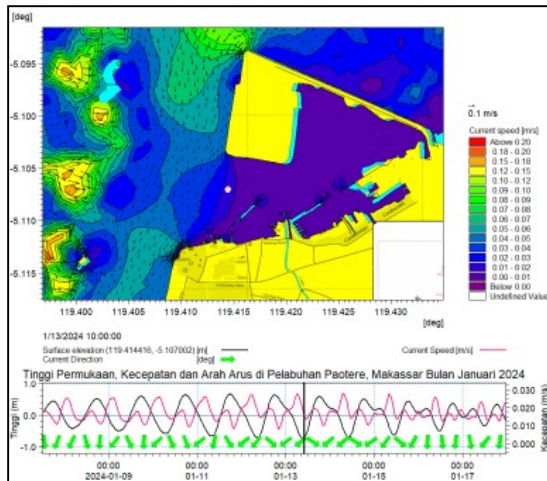 [deg]
-5.095
-5.100
-5.105
-5.110
-5.115
119.400 119.405 119.410 119.415 119.420 119.425 119.430
[deg]
0.1 m/s
Current speed [m/s]
Above 0.20
0.18 - 0.20
0.15 - 0.18
0.12 - 0.15
0.10 - 0.12
0.09 - 0.10
0.08 - 0.09
0.07 - 0.08
0.06 - 0.07
0.05 - 0.06
0.04 - 0.05
0.03 - 0.04
0.02 - 0.03
0.01 - 0.02
0.00 - 0.01
Below 0.00
Undefined Value
1/13/2024 10:00:00
Surface elevation (119.414416, -5.107002) [m] Current Speed [m/s]
Current Direction [deg]
Tinggi Permukaan, Kecepatan dan Arah Arus di Pelabuhan Paotere, Makassar Bulan Januari 2024
Tinggi (m)
1.0
0.0
-1.0
Kecepatan (m/s)
0.030
0.020
0.010
0.000
00:00 00:00 00:00 00:00 00:00
2024-01-09 01-11 01-13 01-15 01-17